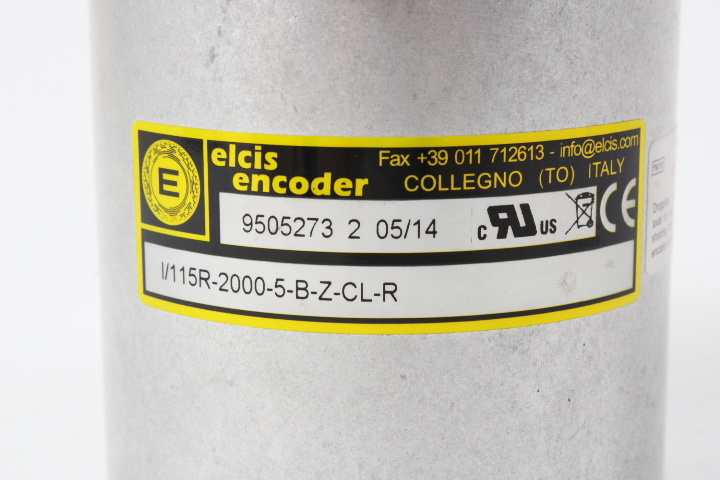 elcis
encoder
E
Fax +39 011 712613 - info@elcis.com
COLLEGNO (TO) ITALY
9505273 2 05/14
c RU US CE
I/115R-2000-5-B-Z-CL-R